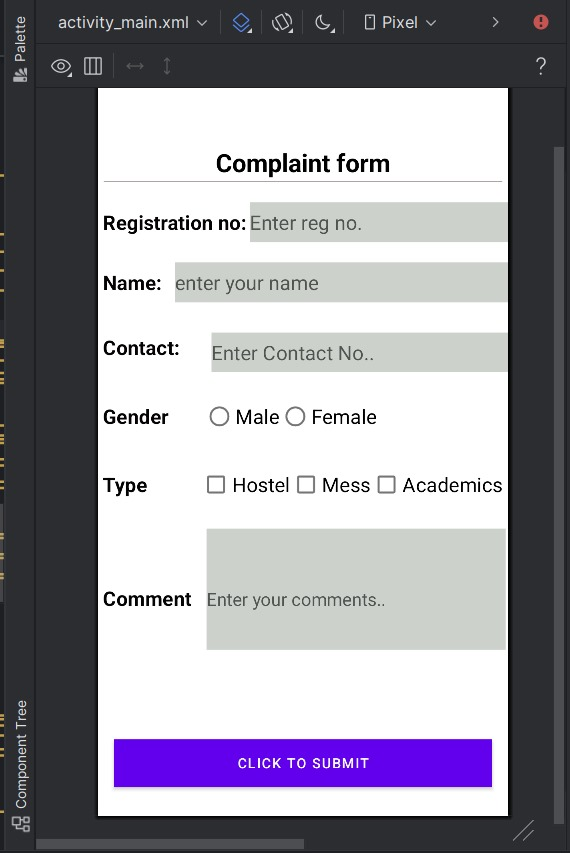 activity_main.xml
Pixel
Palette
?
Complaint form
Registration no: Enter reg no.
Name: enter your name
Contact: Enter Contact No..
Gender Male Female
Type Hostel Mess Academics
Comment Enter your comments..
CLICK TO SUBMIT
Component Tree